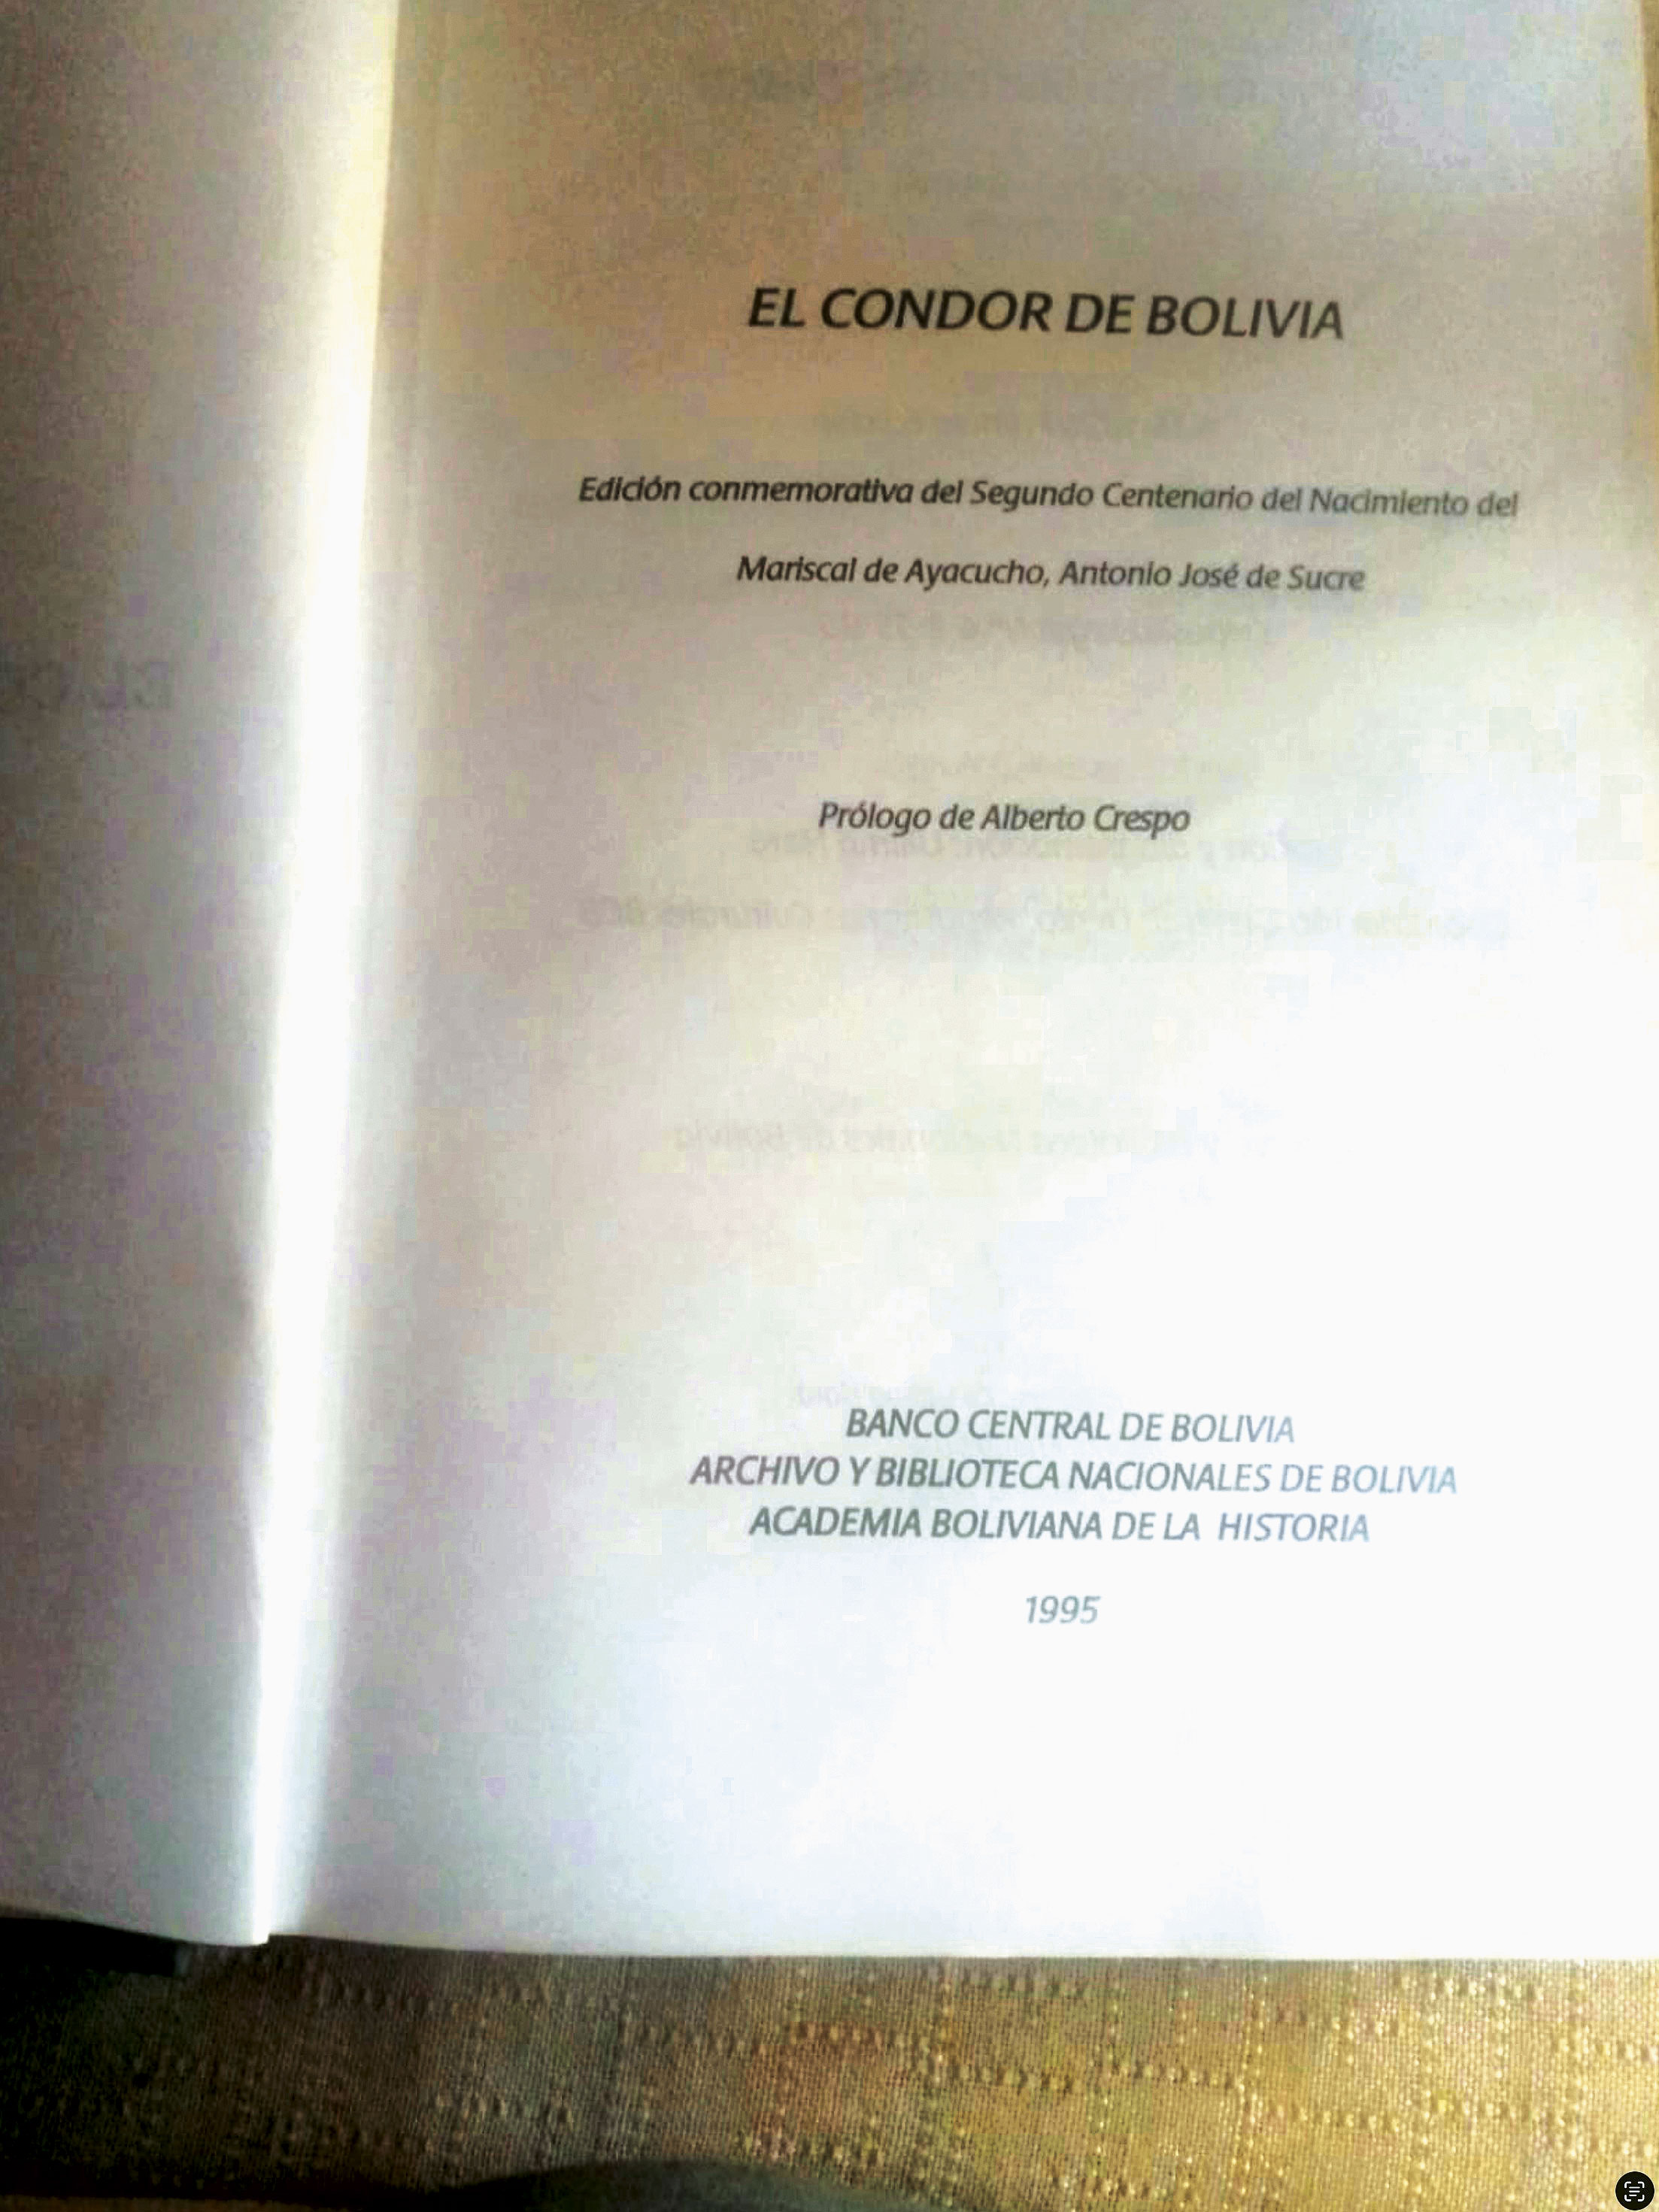 EL CONDOR DE BOLIVIA
Edición conmemorativa del Segundo Centenario del Nacimiento del
Mariscal de Ayacucho, Antonio José de Sucre
Prólogo de Alberto Crespo
BANCO CENTRAL DE BOLIVIA
ARCHIVO Y BIBLIOTECA NACIONALES DE BOLIVIA
ACADEMIA BOLIVIANA DE LA HISTORIA
1995